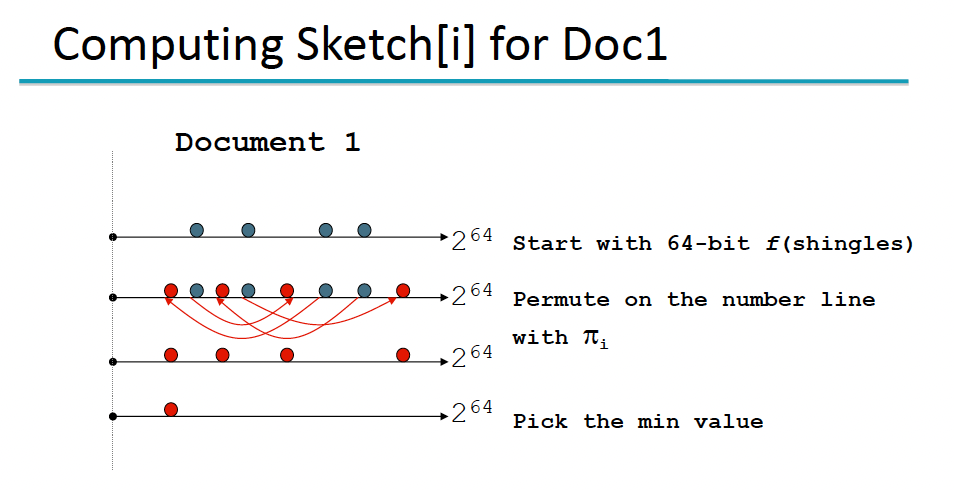 Computing Sketch[i] for Doc1
Document 1
2^64 Start with 64-bit f(shingles)
2^64 Permute on the number line
with π_i
2^64
2^64 Pick the min value